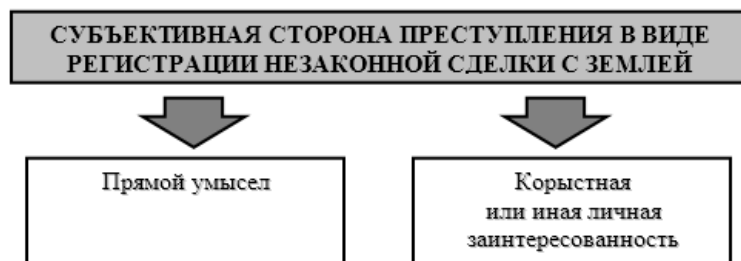 СУБЪЕКТИВНАЯ СТОРОНА ПРЕСТУПЛЕНИЯ В ВИДЕ
РЕГИСТРАЦИИ НЕЗАКОННОЙ СДЕЛКИ С ЗЕМЛЕЙ
Прямой умысел
Корыстная
или иная личная
заинтересованность